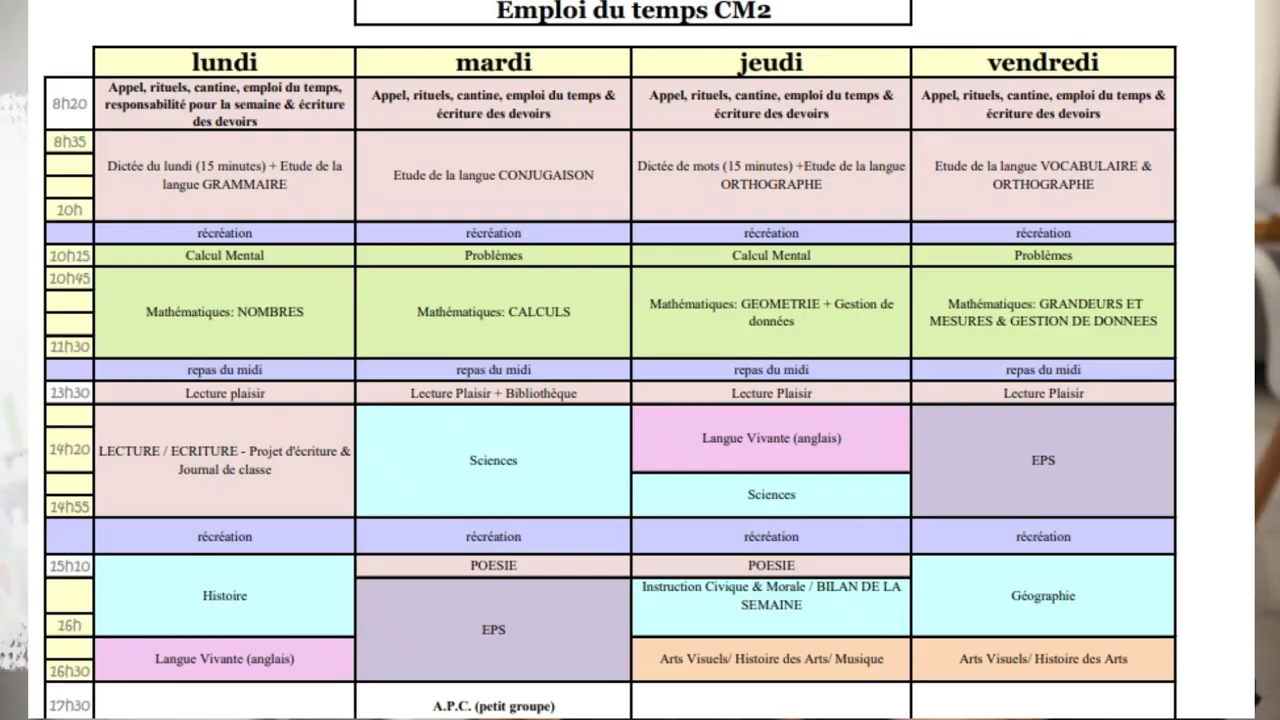 Emploi du temps CM2
lundi mardi jeudi vendredi
8h20
Appel, rituels, cantine, emploi du temps,
responsabilité pour la semaine & écriture
des devoirs
Appel, rituels, cantine, emploi du temps &
écriture des devoirs
Appel, rituels, cantine, emploi du temps &
écriture des devoirs
Appel, rituels, cantine, emploi du temps &
écriture des devoirs
8h35
Dictée du lundi (15 minutes) + Etude de la
langue GRAMMAIRE
Etude de la langue CONJUGAISON
Dictée de mots (15 minutes) +Etude de la langue
ORTHOGRAPHE
Etude de la langue VOCABULAIRE &
ORTHOGRAPHE
10h
récréation récréation récréation récréation
10h15 Calcul Mental Problèmes Calcul Mental Problèmes
10h45
Mathématiques: NOMBRES
Mathématiques: CALCULS
Mathématiques: GEOMETRIE + Gestion de
données
Mathématiques: GRANDEURS ET
MESURES & GESTION DE DONNEES
11h30
repas du midi repas du midi repas du midi repas du midi
13h30 Lecture plaisir Lecture Plaisir + Bibliothèque Lecture Plaisir Lecture Plaisir
14h20
LECTURE / ECRITURE - Projet d'écriture &
Journal de classe
Sciences
Langue Vivante (anglais)
Sciences
EPS
14h55
récréation récréation récréation récréation
15h10
Histoire
POESIE
POESIE
EPS
Instruction Civique & Morale / BILAN DE LA
SEMAINE
Géographie
16h
Langue Vivante (anglais)
Arts Visuels/ Histoire des Arts/ Musique
Arts Visuels/ Histoire des Arts
16h30
17h30 A.P.C. (petit groupe)